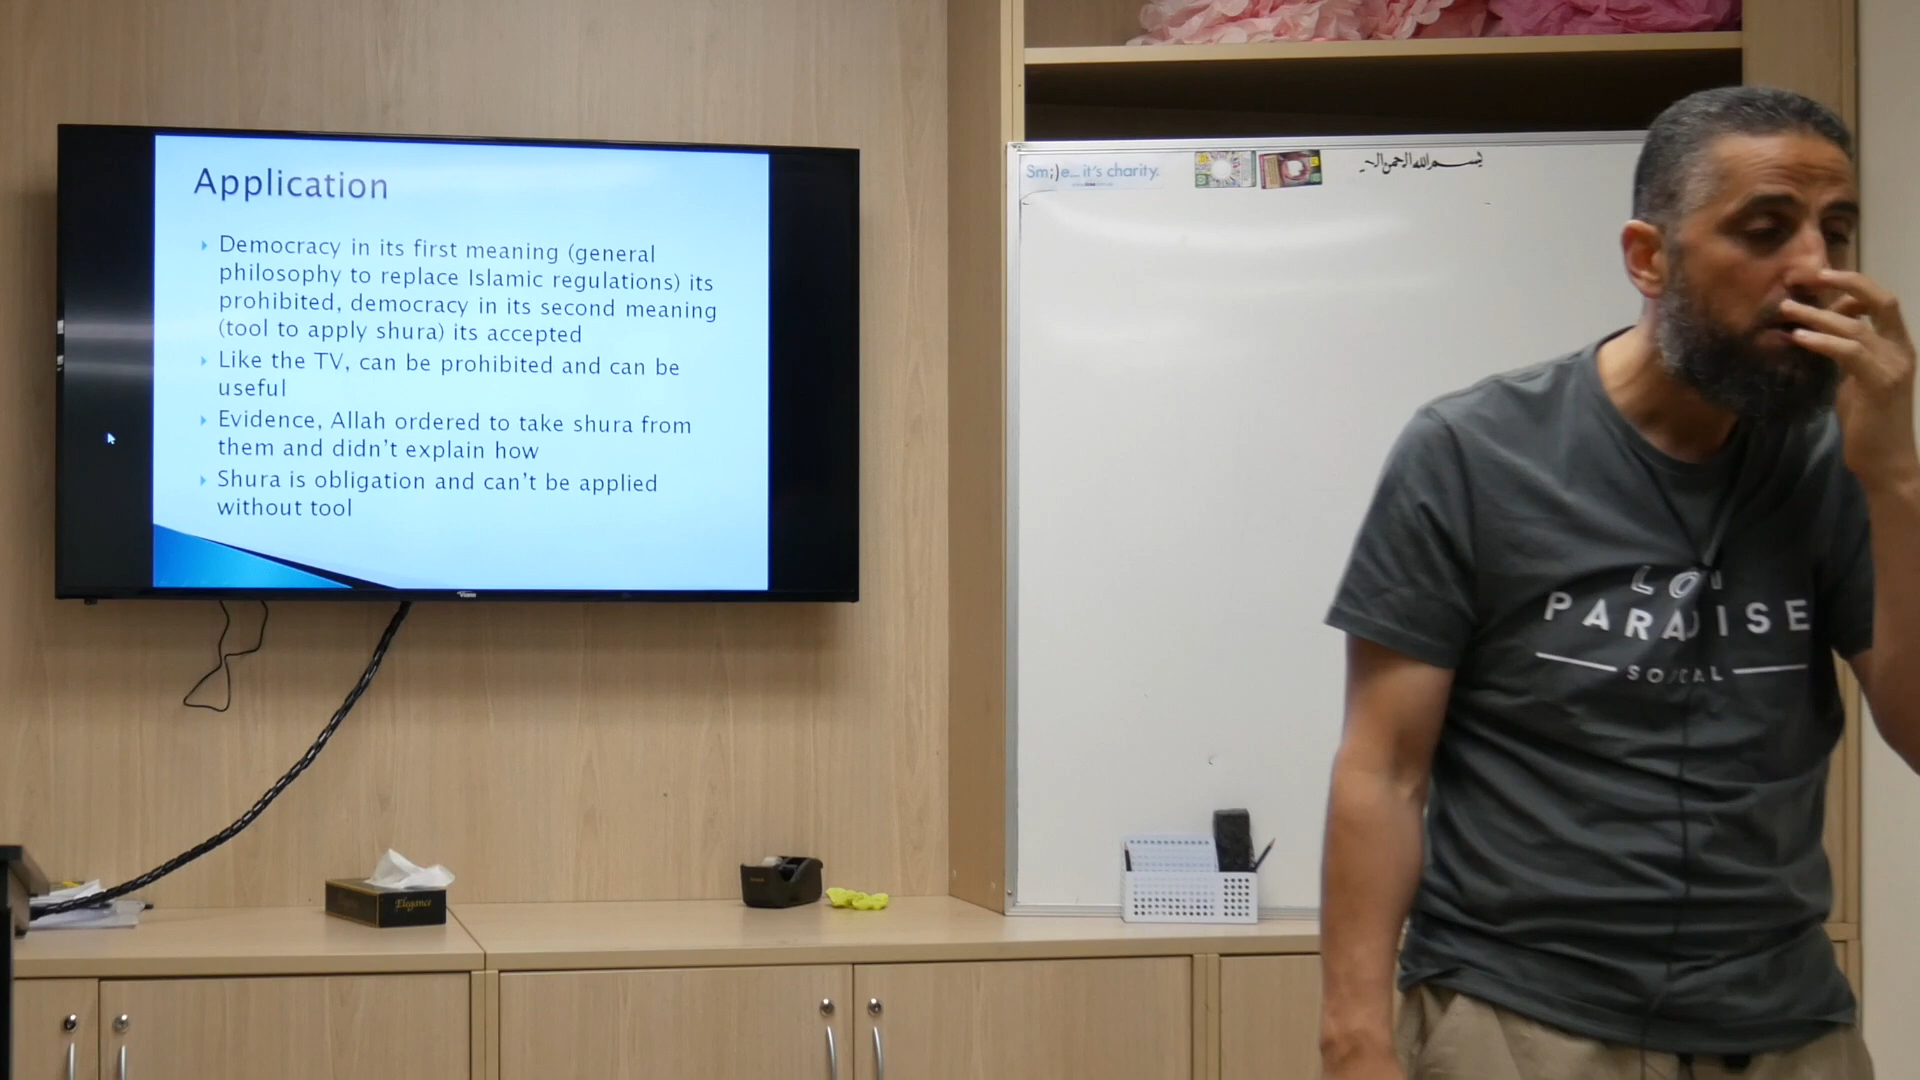 Application
Democracy in its first meaning (general
philosophy to replace Islamic regulations) its
prohibited, democracy in its second meaning
(tool to apply shura) its accepted
Like the TV, can be prohibited and can be
useful
Evidence, Allah ordered to take shura from
them and didn't explain how
Shura is obligation and can't be applied
without tool
Sm;)e... it's charity.
بسم الله الرحمن
PARADISE
Elegance